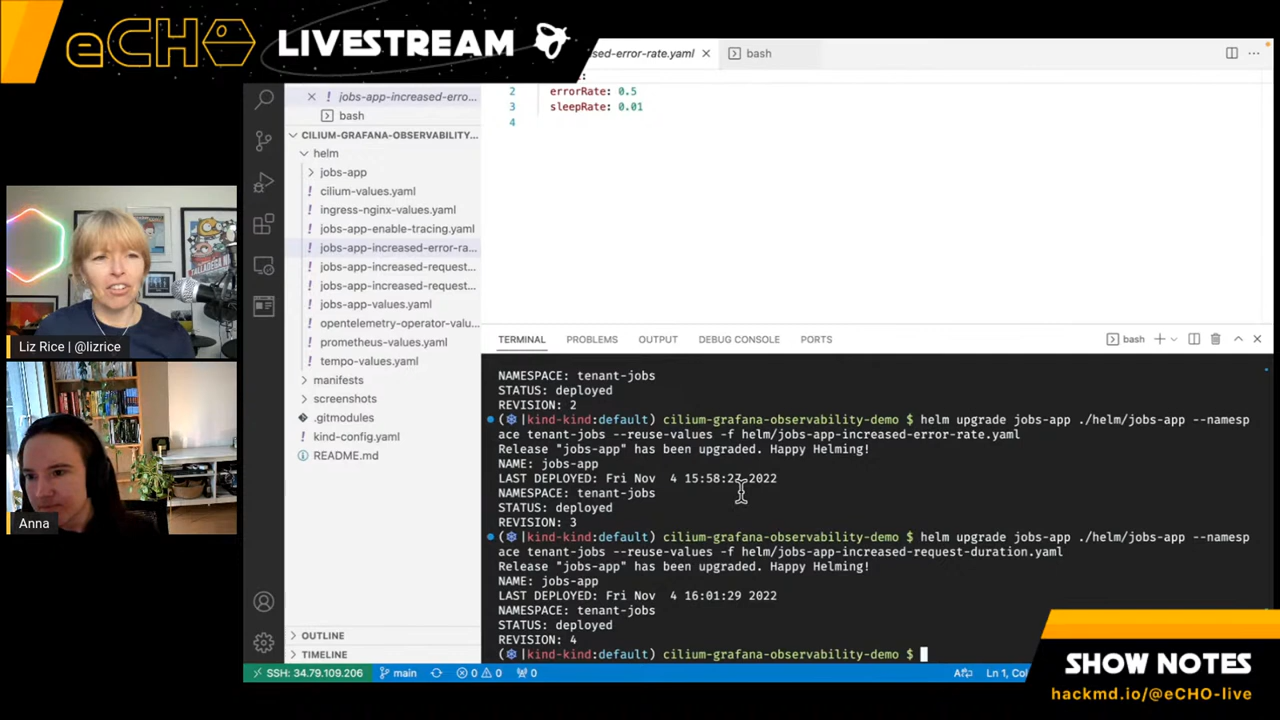 eCHO LIVESTREAM
sed-error-rate.yaml
bash
2 errorRate: 0.5
3 sleepRate: 0.01
4
jobs-app-increased-erro...
bash
CILIUM-GRAFANA-OBSERVABILITY...
helm
jobs-app
cilium-values.yaml
ingress-nginx-values.yaml
jobs-app-enable-tracing.yaml
jobs-app-increased-error-ra...
jobs-app-increased-request...
jobs-app-increased-request...
jobs-app-values.yaml
opentelemetry-operator-valu...
prometheus-values.yaml
tempo-values.yaml
manifests
screenshots
.gitmodules
kind-config.yaml
README.md
OUTLINE
TIMELINE
TERMINAL PROBLEMS OUTPUT DEBUG CONSOLE PORTS bash
NAMESPACE: tenant-jobs
STATUS: deployed
REVISION: 2
(⎈|kind-kind:default) cilium-grafana-observability-demo $ helm upgrade jobs-app ./helm/jobs-app --namesp
ace tenant-jobs --reuse-values -f helm/jobs-app-increased-error-rate.yaml
Release "jobs-app" has been upgraded. Happy Helming!
NAME: jobs-app
LAST DEPLOYED: Fri Nov 4 15:58:27 2022
NAMESPACE: tenant-jobs
STATUS: deployed
REVISION: 3
(⎈|kind-kind:default) cilium-grafana-observability-demo $ helm upgrade jobs-app ./helm/jobs-app --namesp
ace tenant-jobs --reuse-values -f helm/jobs-app-increased-request-duration.yaml
Release "jobs-app" has been upgraded. Happy Helming!
NAME: jobs-app
LAST DEPLOYED: Fri Nov 4 16:01:29 2022
NAMESPACE: tenant-jobs
STATUS: deployed
REVISION: 4
(⎈|kind-kind:default) cilium-grafana-observability-demo $
SSH: 34.79.109.206 main 0 0 0 Ln 1, Col
Liz Rice | @lizrice
Anna
SHOW NOTES
hackmd.io/@eCHO-live